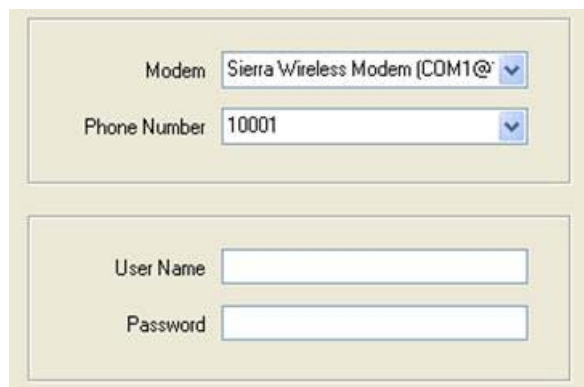 Modem Sierra Wireless Modem (COM1@
Phone Number 10001
User Name
Password